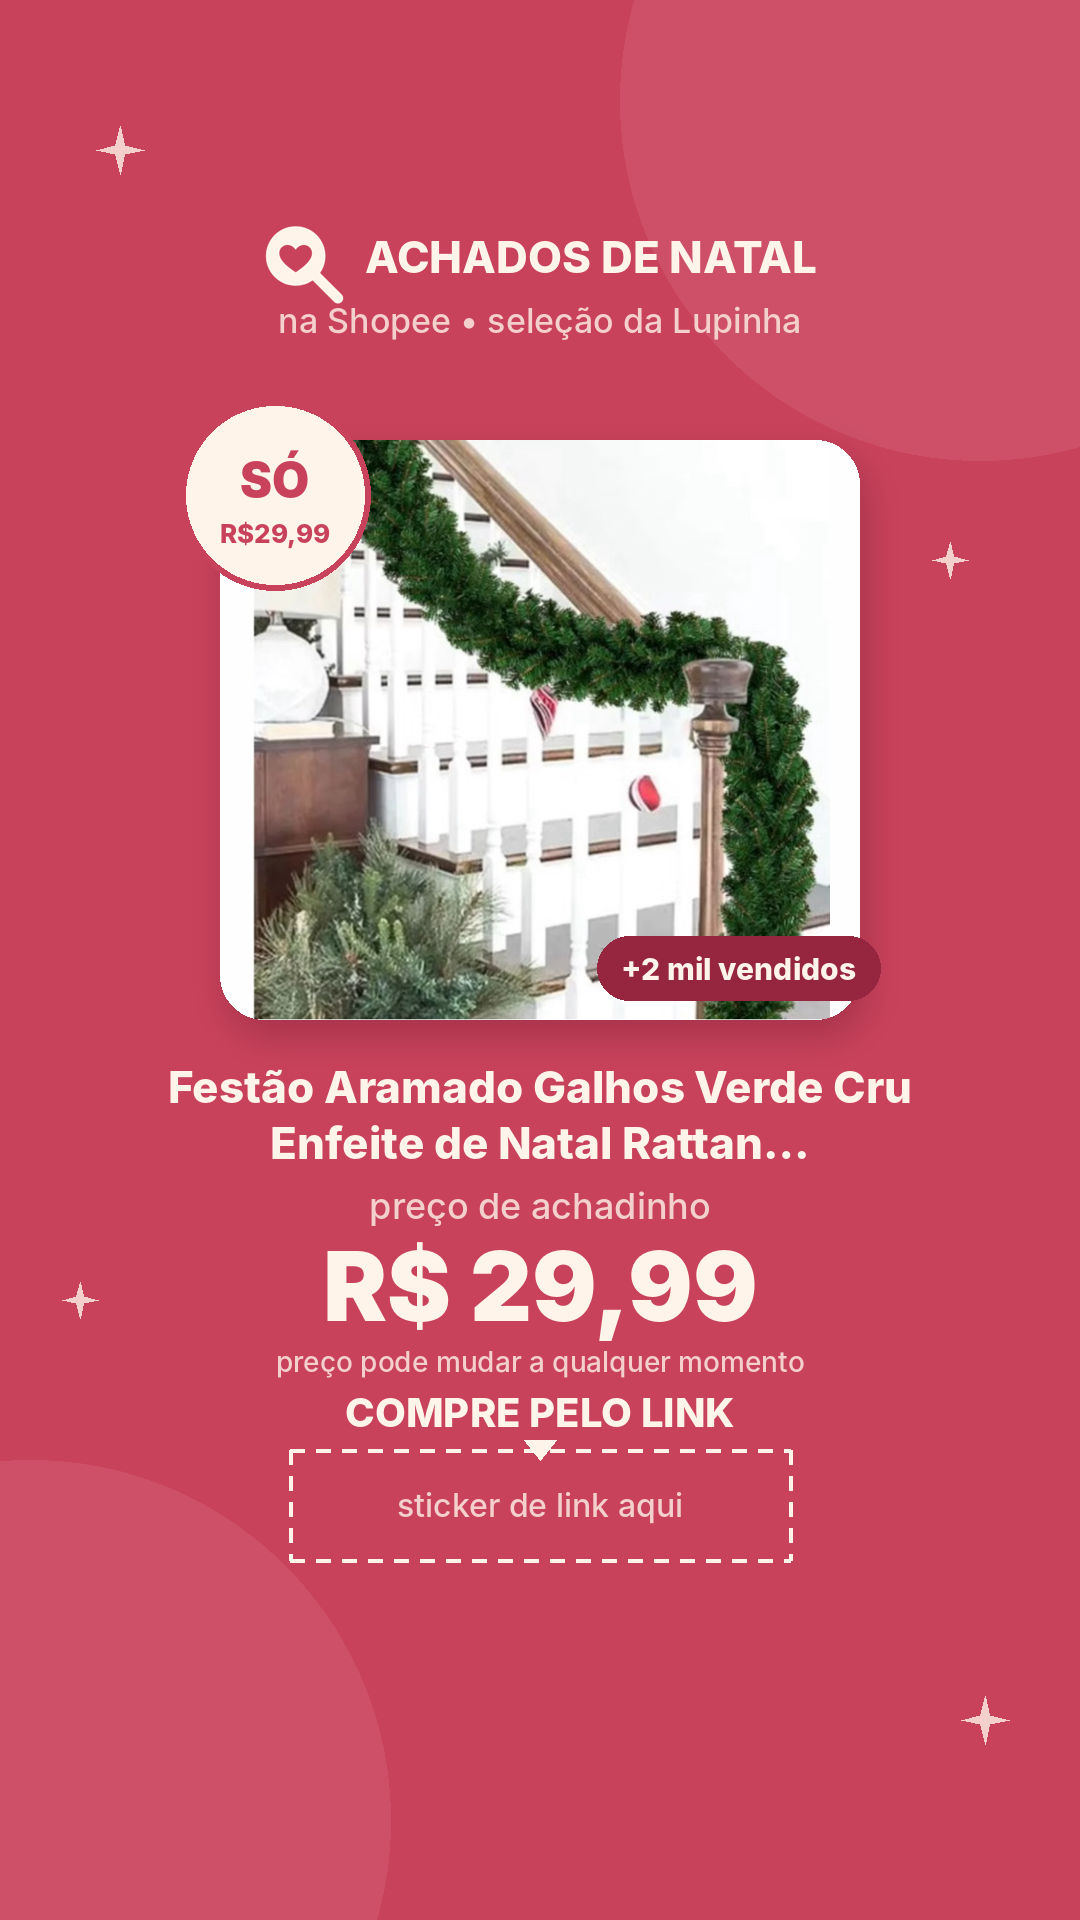 ACHADOS DE NATAL
na Shopee • seleção da Lupinha
SÓ
R$29,99
+2 mil vendidos
Festão Aramado Galhos Verde Cru
Enfeite de Natal Rattan...
preço de achadinho
R$ 29,99
preço pode mudar a qualquer momento
COMPRE PELO LINK
sticker de link aqui